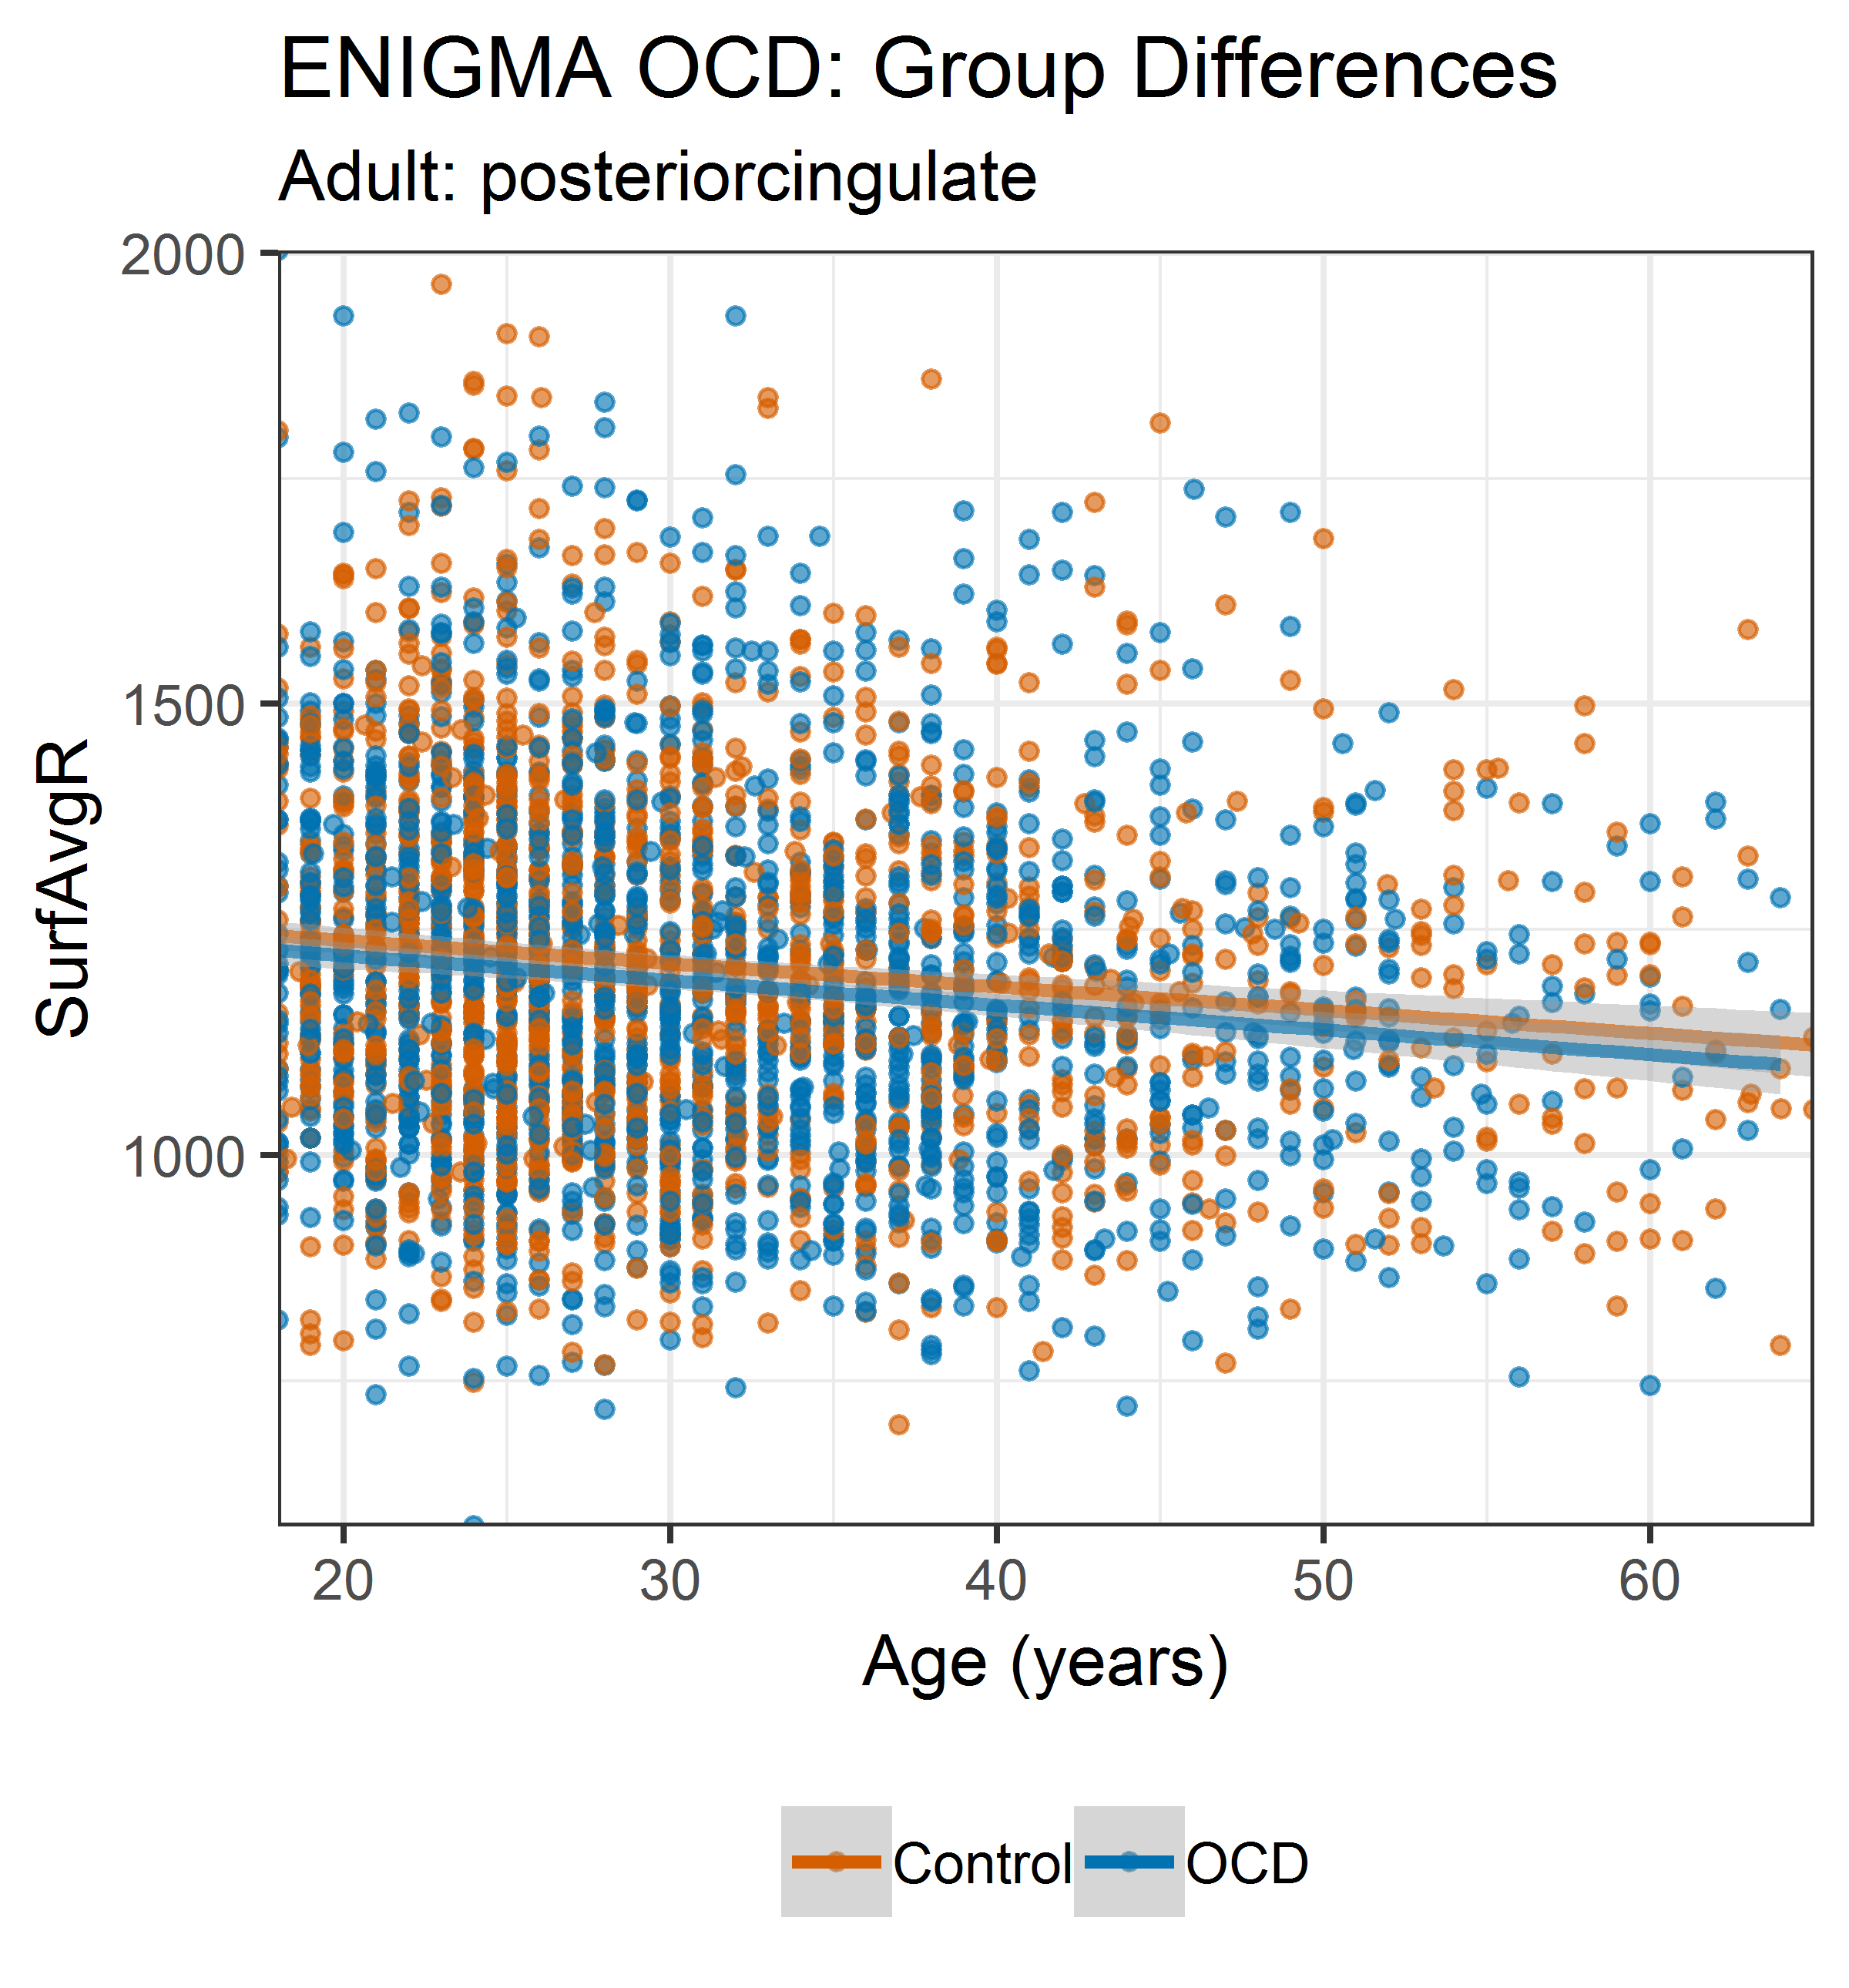 ENIGMA OCD: Group Differences
Adult: posteriorcingulate
2000
1500
1000
SurfAvgR
20 30 40 50 60
Age (years)
Control OCD